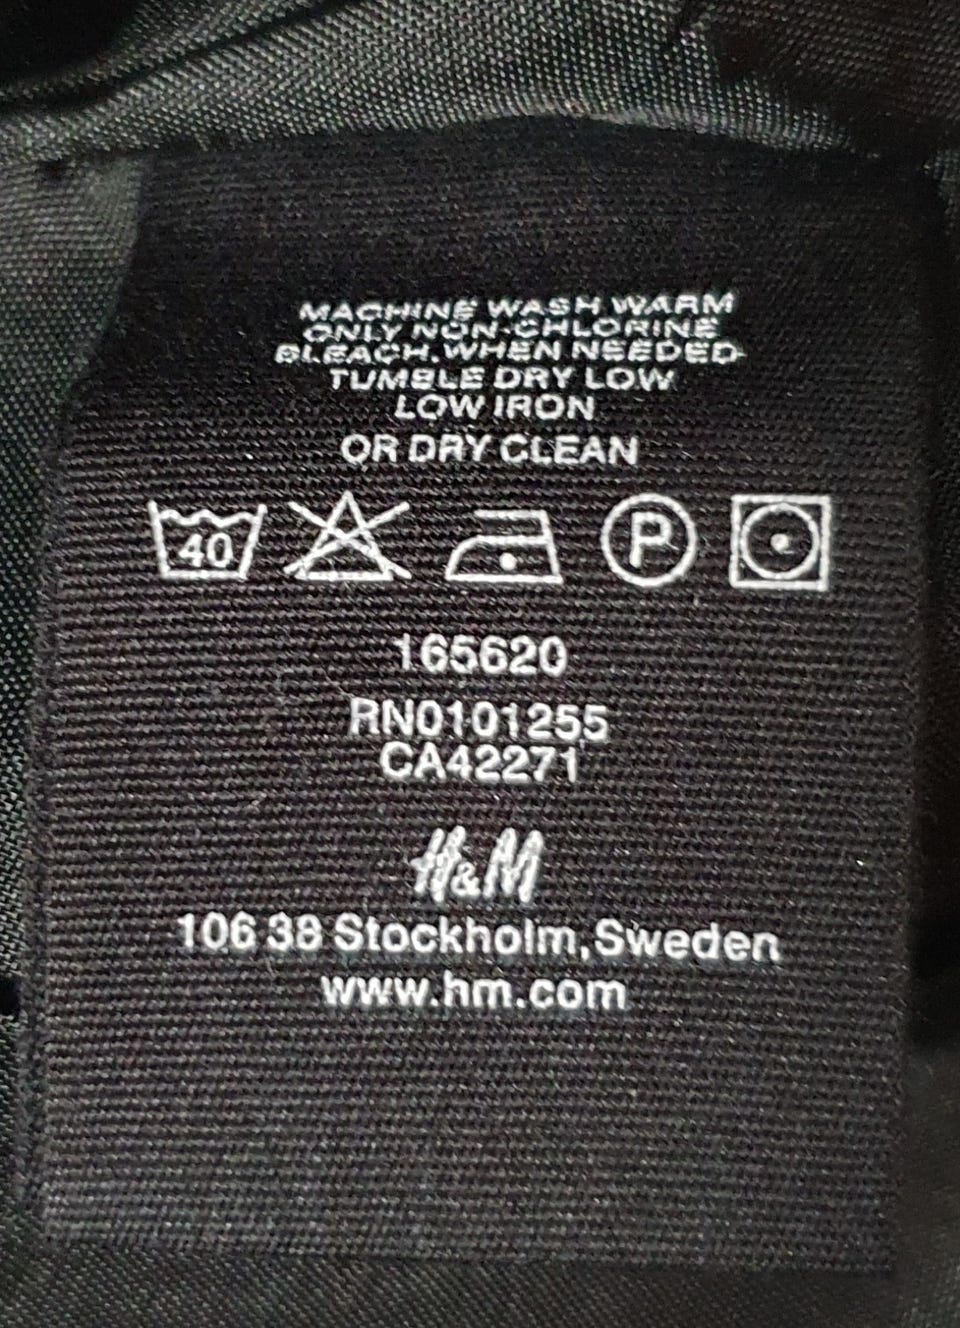 MACHINE WASH WARM
ONLY NON-CHLORINE
BLEACH. WHEN NEEDED
TUMBLE DRY LOW
LOW IRON
OR DRY CLEAN
40 P
165620
RN0101255
CA42271
H&M
106 38 Stockholm,Sweden
www.hm.com